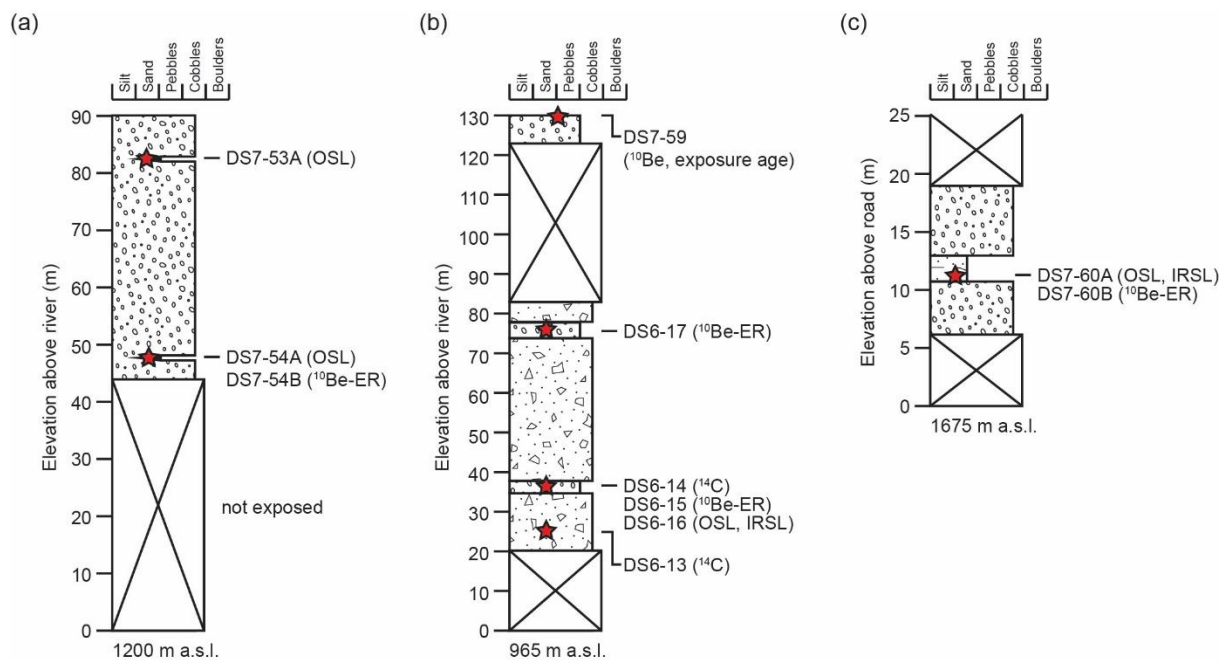 (a)
Silt
Sand
Pebbles
Cobbles
Boulders
Elevation above river (m)
90
80
70
60
50
40
30
20
10
0
DS7-53A (OSL)
DS7-54A (OSL)
DS7-54B (¹⁰Be-ER)
not exposed
1200 m a.s.l.
(b)
Silt
Sand
Pebbles
Cobbles
Boulders
Elevation above river (m)
130
120
110
100
90
80
70
60
50
40
30
20
10
0
DS7-59
(¹⁰Be, exposure age)
DS6-17 (¹⁰Be-ER)
DS6-14 (¹⁴C)
DS6-15 (¹⁰Be-ER)
DS6-16 (OSL, IRSL)
DS6-13 (¹⁴C)
965 m a.s.l.
(c)
Silt
Sand
Pebbles
Cobbles
Boulders
Elevation above road (m)
25
20
15
10
5
0
DS7-60A (OSL, IRSL)
DS7-60B (¹⁰Be-ER)
1675 m a.s.l.